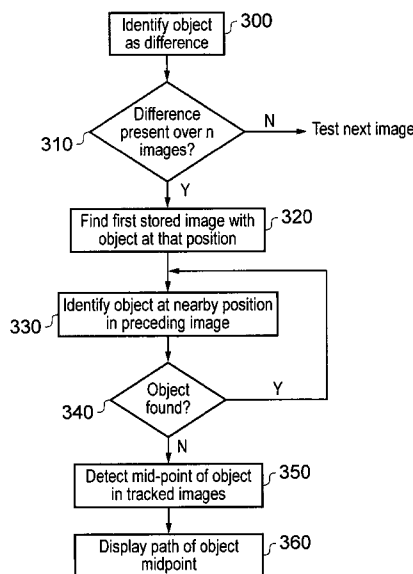 Identify object
as difference
300
Difference
present over n
images?
310
N
Test next image
Y
Find first stored image with
object at that position
320
Identify object at nearby position
in preceding image
330
Object
found?
340
Y
N
Detect mid-point of object
in tracked images
350
Display path of object
midpoint
360